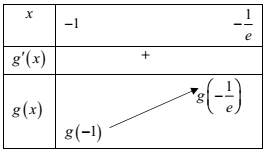 x −1 −1/e
g′(x) +
g(−1/e)
g(x)
g(−1)